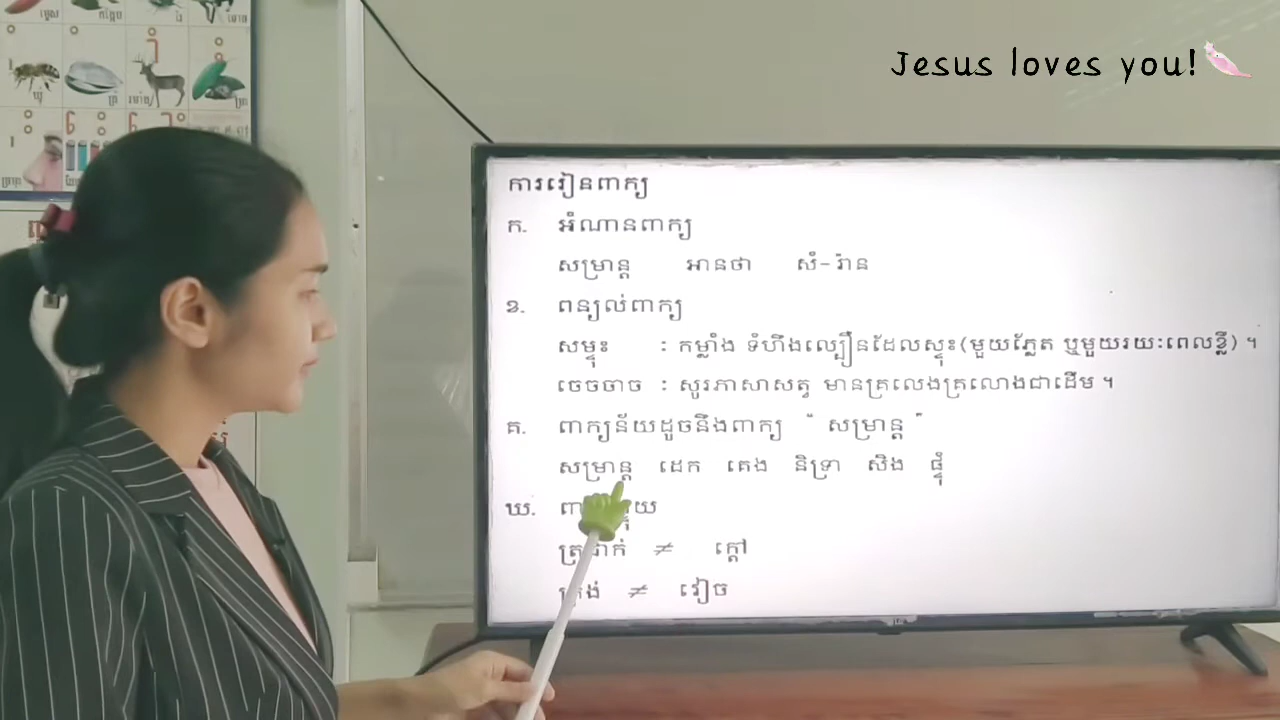 Jesus loves you!
ការរៀនពាក្យ
ក. អំណានពាក្យ
សម្រាន្ត អានថា សំ-រ៉ាន
ខ. ពន្យល់ពាក្យ
សម្ទុះ : កម្លាំង ទំហឹងល្បឿនដែលស្ទុះ(មួយភ្លែត ឬមួយរយៈពេលខ្លី) ។
ចេចចាច : សូរភាសាសត្វ មានគ្រលេងគ្រលោងជាដើម ។
គ. ពាក្យន័យដូចនឹងពាក្យ " សម្រាន្ត "
សម្រាន្ត ដេក គេង និទ្រា សិង ផ្ទុំ
ឃ.
≠ ក្ដៅ
≠ វៀច